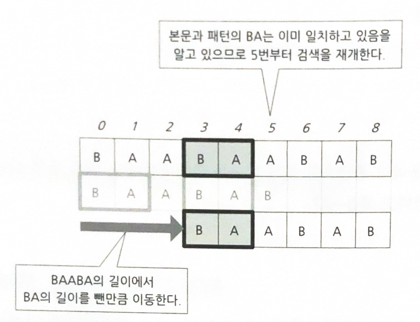 본문과 패턴의 BA는 이미 일치하고 있음을
알고 있으므로 5번부터 검색을 재개한다.
0 1 2 3 4 5 6 7 8
B A A B A A B A B
B A A B A B
B A A B A B
BAABA의 길이에서
BA의 길이를 뺀만큼 이동한다.